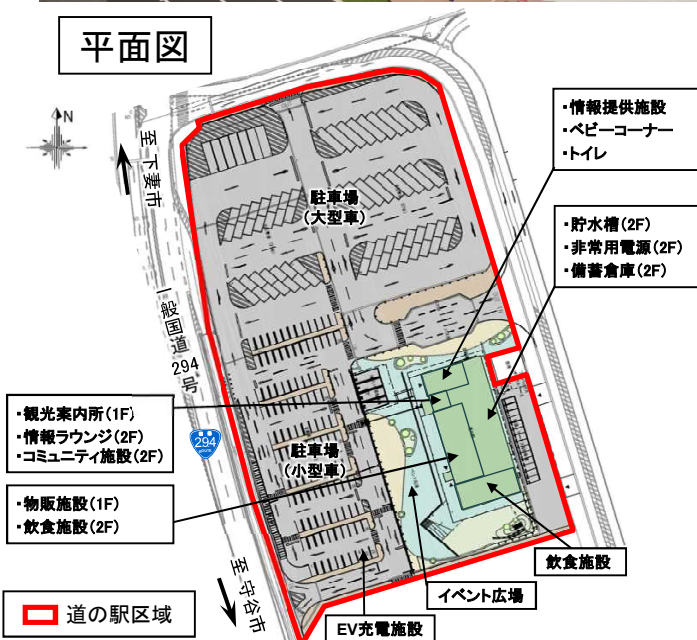 平面図
N
至下妻市
・情報提供施設
・ベビーコーナー
・トイレ
駐車場
(大型車)
・貯水槽(2F)
・非常用電源(2F)
・備蓄倉庫(2F)
一般国道294号
294
・観光案内所(1F)
・情報ラウンジ(2F)
・コミュニティ施設(2F)
駐車場
(小型車)
・物販施設(1F)
・飲食施設(2F)
至守谷市
飲食施設
イベント広場
道の駅区域
EV充電施設